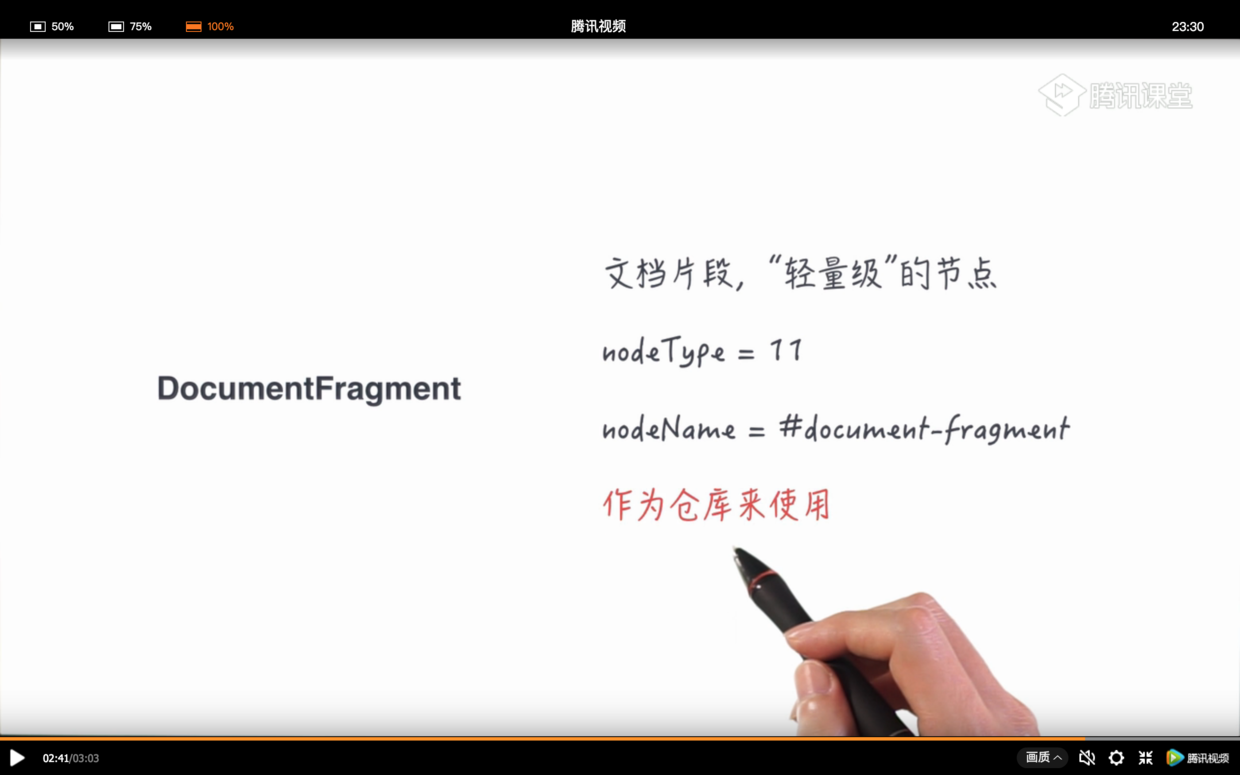 50% 75% 100% 腾讯视频 23:30
腾讯课堂
文档片段，“轻量级”的节点
nodeType = 11
DocumentFragment
nodeName = #document-fragment
作为仓库来使用
02:41/03:03 画质 腾讯视频